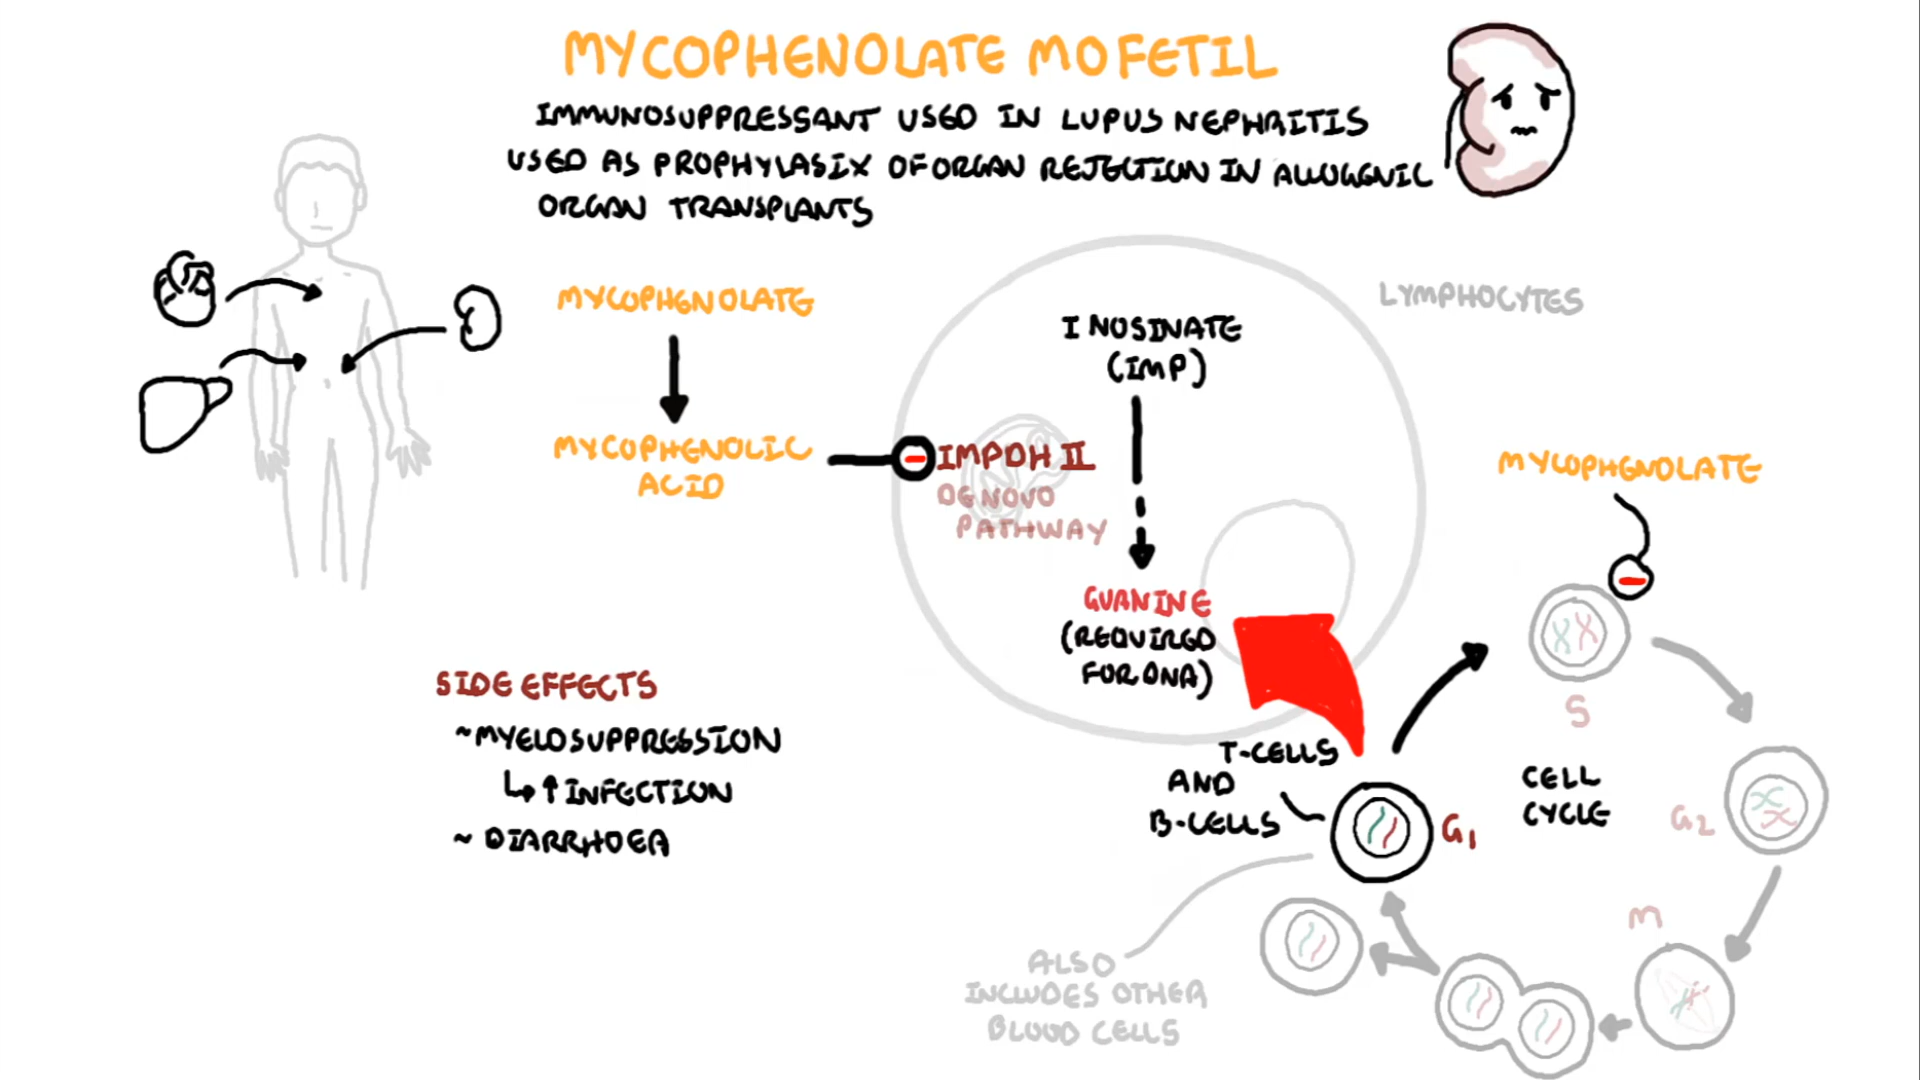 MYCOPHENOLATE MOFETIL
IMMUNOSUPPRESSANT USED IN LUPUS NEPHRITIS
USED AS PROPHYLASIX OF ORGAN REJECTION IN ALLOGENIC
ORGAN TRANSPLANTS
MYCOPHENOLATE
MYCOPHENOLIC
ACID
LYMPHOCYTES
INOSINATE
(IMP)
IMPDH II
DE NOVO
PATHWAY
GUANINE
(REQUIRED
FOR DNA)
MYCOPHENOLATE
S
G2
M
G1
CELL
CYCLE
T-CELLS
AND
B-CELLS
ALSO
INCLUDES OTHER
BLOOD CELLS
SIDE EFFECTS
~MYELOSUPPRESSION
↳ ↑ INFECTION
~ DIARRHOEA